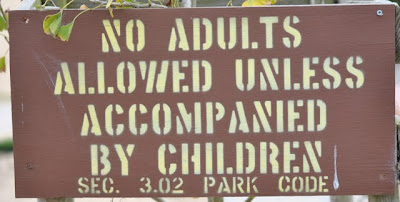 NO ADULTS
ALLOWED UNLESS
ACCOMPANIED
BY CHILDREN
SEC. 3.02 PARK CODE